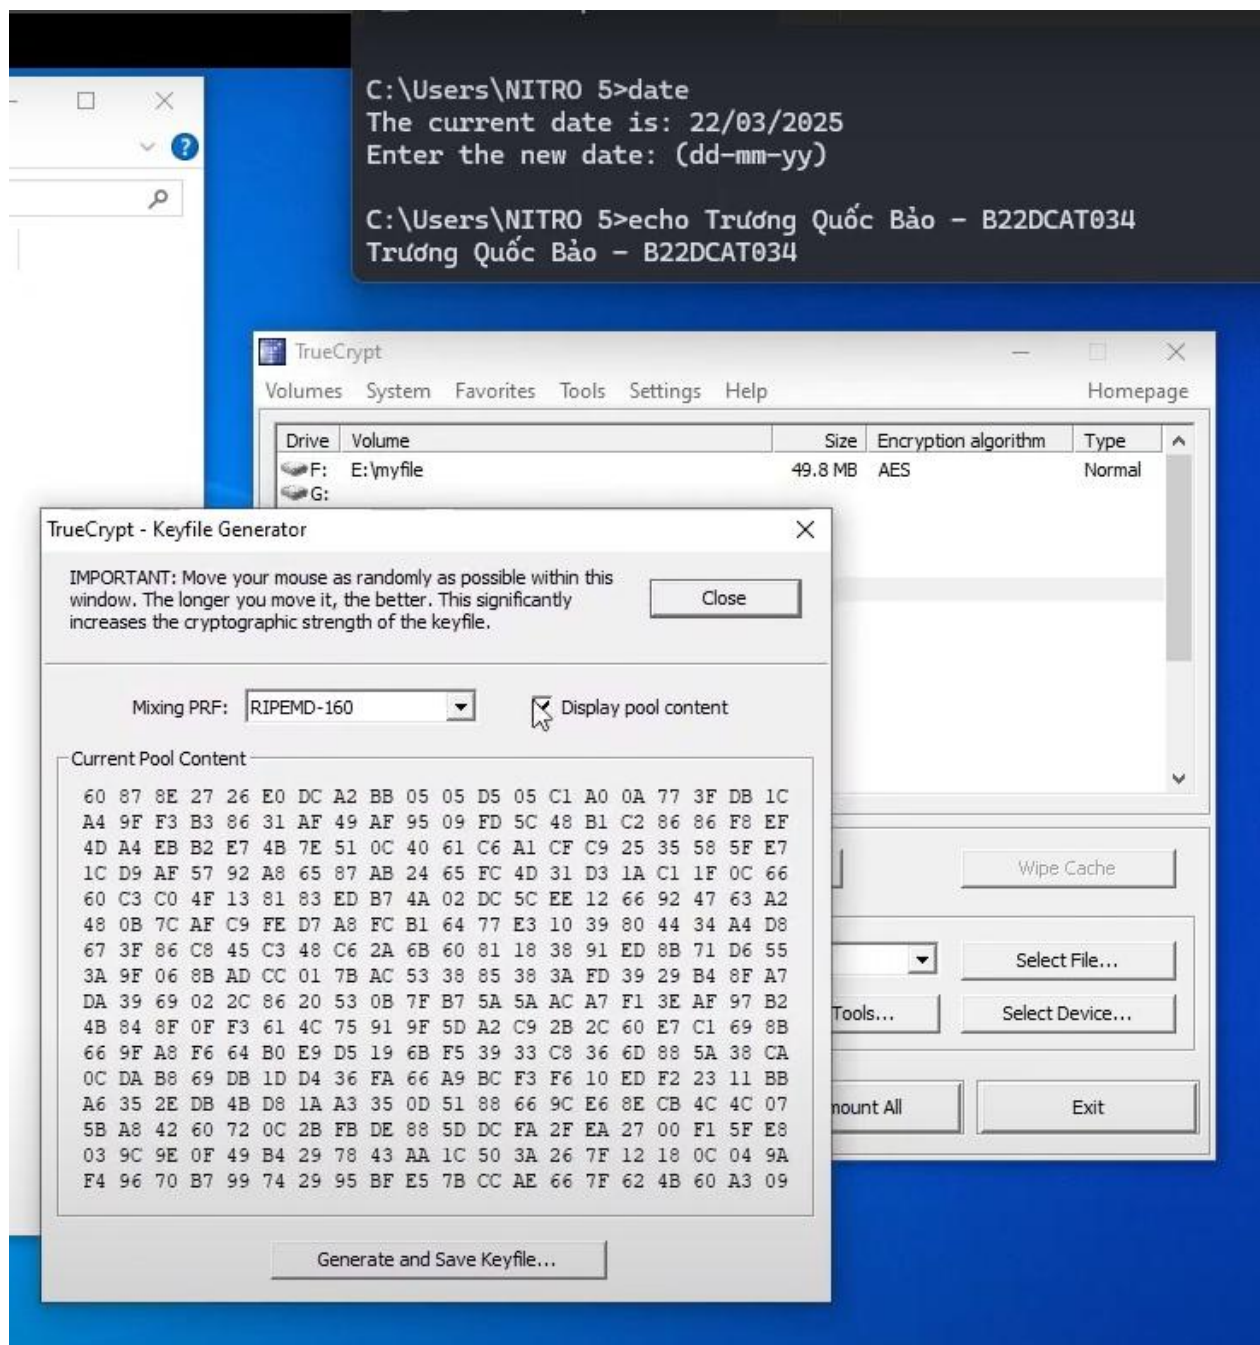 C:\Users\NITRO 5>date
The current date is: 22/03/2025
Enter the new date: (dd-mm-yy)
C:\Users\NITRO 5>echo Trương Quốc Bảo - B22DCAT034
Trương Quốc Bảo - B22DCAT034
TrueCrypt
Volumes System Favorites Tools Settings Help Homepage
Drive Volume Size Encryption algorithm Type
F: E:\myfile 49.8 MB AES Normal
G:
TrueCrypt - Keyfile Generator
IMPORTANT: Move your mouse as randomly as possible within this
window. The longer you move it, the better. This significantly
increases the cryptographic strength of the keyfile.
Close
Mixing PRF: RIPEMD-160 Display pool content
Current Pool Content
60 87 8E 27 26 E0 DC A2 BB 05 05 D5 05 C1 A0 0A 77 3F DB 1C
A4 9F F3 B3 86 31 AF 49 AF 95 09 FD 5C 48 B1 C2 86 86 F8 EF
4D A4 EB B2 E7 4B 7E 51 0C 40 61 C6 A1 CF C9 25 35 58 5F E7
1C D9 AF 57 92 A8 65 87 AB 24 65 FC 4D 31 D3 1A C1 1F 0C 66
60 C3 C0 4F 13 81 83 ED B7 4A 02 DC 5C EE 12 66 92 47 63 A2
48 0B 7C AF C9 FE D7 A8 FC B1 64 77 E3 10 39 80 44 34 A4 D8
67 3F 86 C8 45 C3 48 C6 2A 6B 60 81 18 38 91 ED 8B 71 D6 55
3A 9F 06 8B AD CC 01 7B AC 53 38 85 38 3A FD 39 29 B4 8F A7
DA 39 69 02 2C 86 20 53 0B 7F B7 5A 5A AC A7 F1 3E AF 97 B2
4B 84 8F 0F F3 61 4C 75 91 9F 5D A2 C9 2B 2C 60 E7 C1 69 8B
66 9F A8 F6 64 B0 E9 D5 19 6B F5 39 33 C8 36 6D 88 5A 38 CA
0C DA B8 69 DB 1D D4 36 FA 66 A9 BC F3 F6 10 ED F2 23 11 BB
A6 35 2E DB 4B D8 1A A3 35 0D 51 88 66 9C E6 8E CB 4C 4C 07
5B A8 42 60 72 0C 2B FB DE 88 5D DC FA 2F EA 27 00 F1 5F E8
03 9C 9E 0F 49 B4 29 78 43 AA 1C 50 3A 26 7F 12 18 0C 04 9A
F4 96 70 B7 99 74 29 95 BF E5 7B CC AE 66 7F 62 4B 60 A3 09
Generate and Save Keyfile...
Wipe Cache
Select File...
Tools... Select Device...
mount All Exit